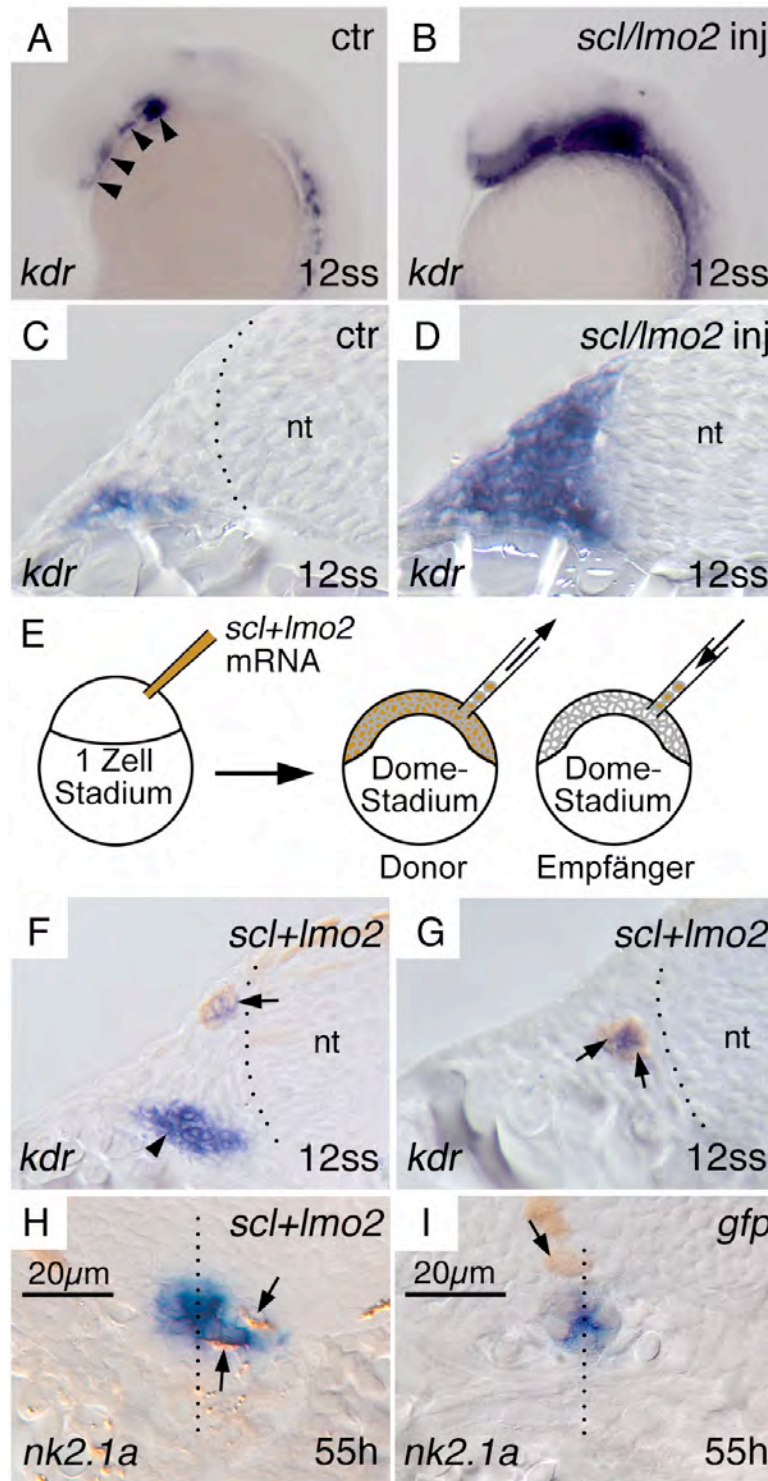 A ctr
kdr 12ss
B scl/lmo2 inj
kdr 12ss
C ctr
nt
kdr 12ss
D scl/lmo2 inj
nt
kdr 12ss
E
scl+lmo2
mRNA
1 Zell
Stadium
Dome-
Stadium
Donor
Dome-
Stadium
Empfänger
F scl+lmo2
nt
kdr 12ss
G scl+lmo2
nt
kdr 12ss
H scl+lmo2
20µm
nk2.1a 55h
I gfp
20µm
nk2.1a 55h